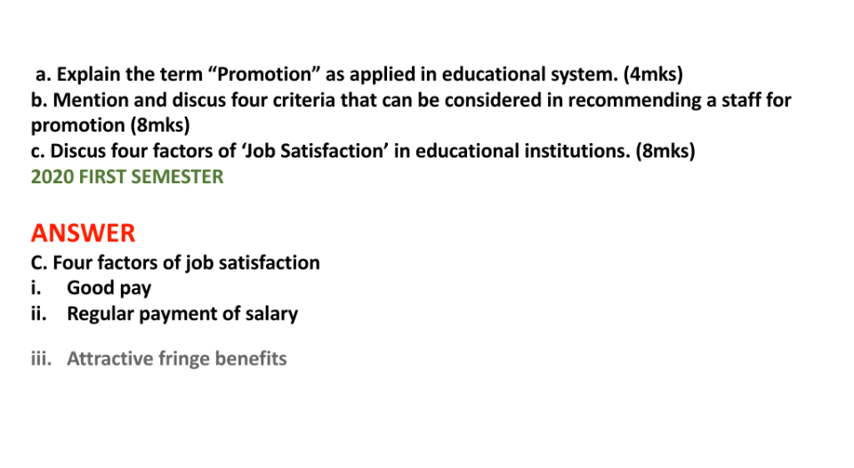 a. Explain the term “Promotion” as applied in educational system. (4mks)
b. Mention and discus four criteria that can be considered in recommending a staff for
promotion (8mks)
c. Discus four factors of ‘Job Satisfaction’ in educational institutions. (8mks)
2020 FIRST SEMESTER
ANSWER
C. Four factors of job satisfaction
i. Good pay
ii. Regular payment of salary
iii. Attractive fringe benefits